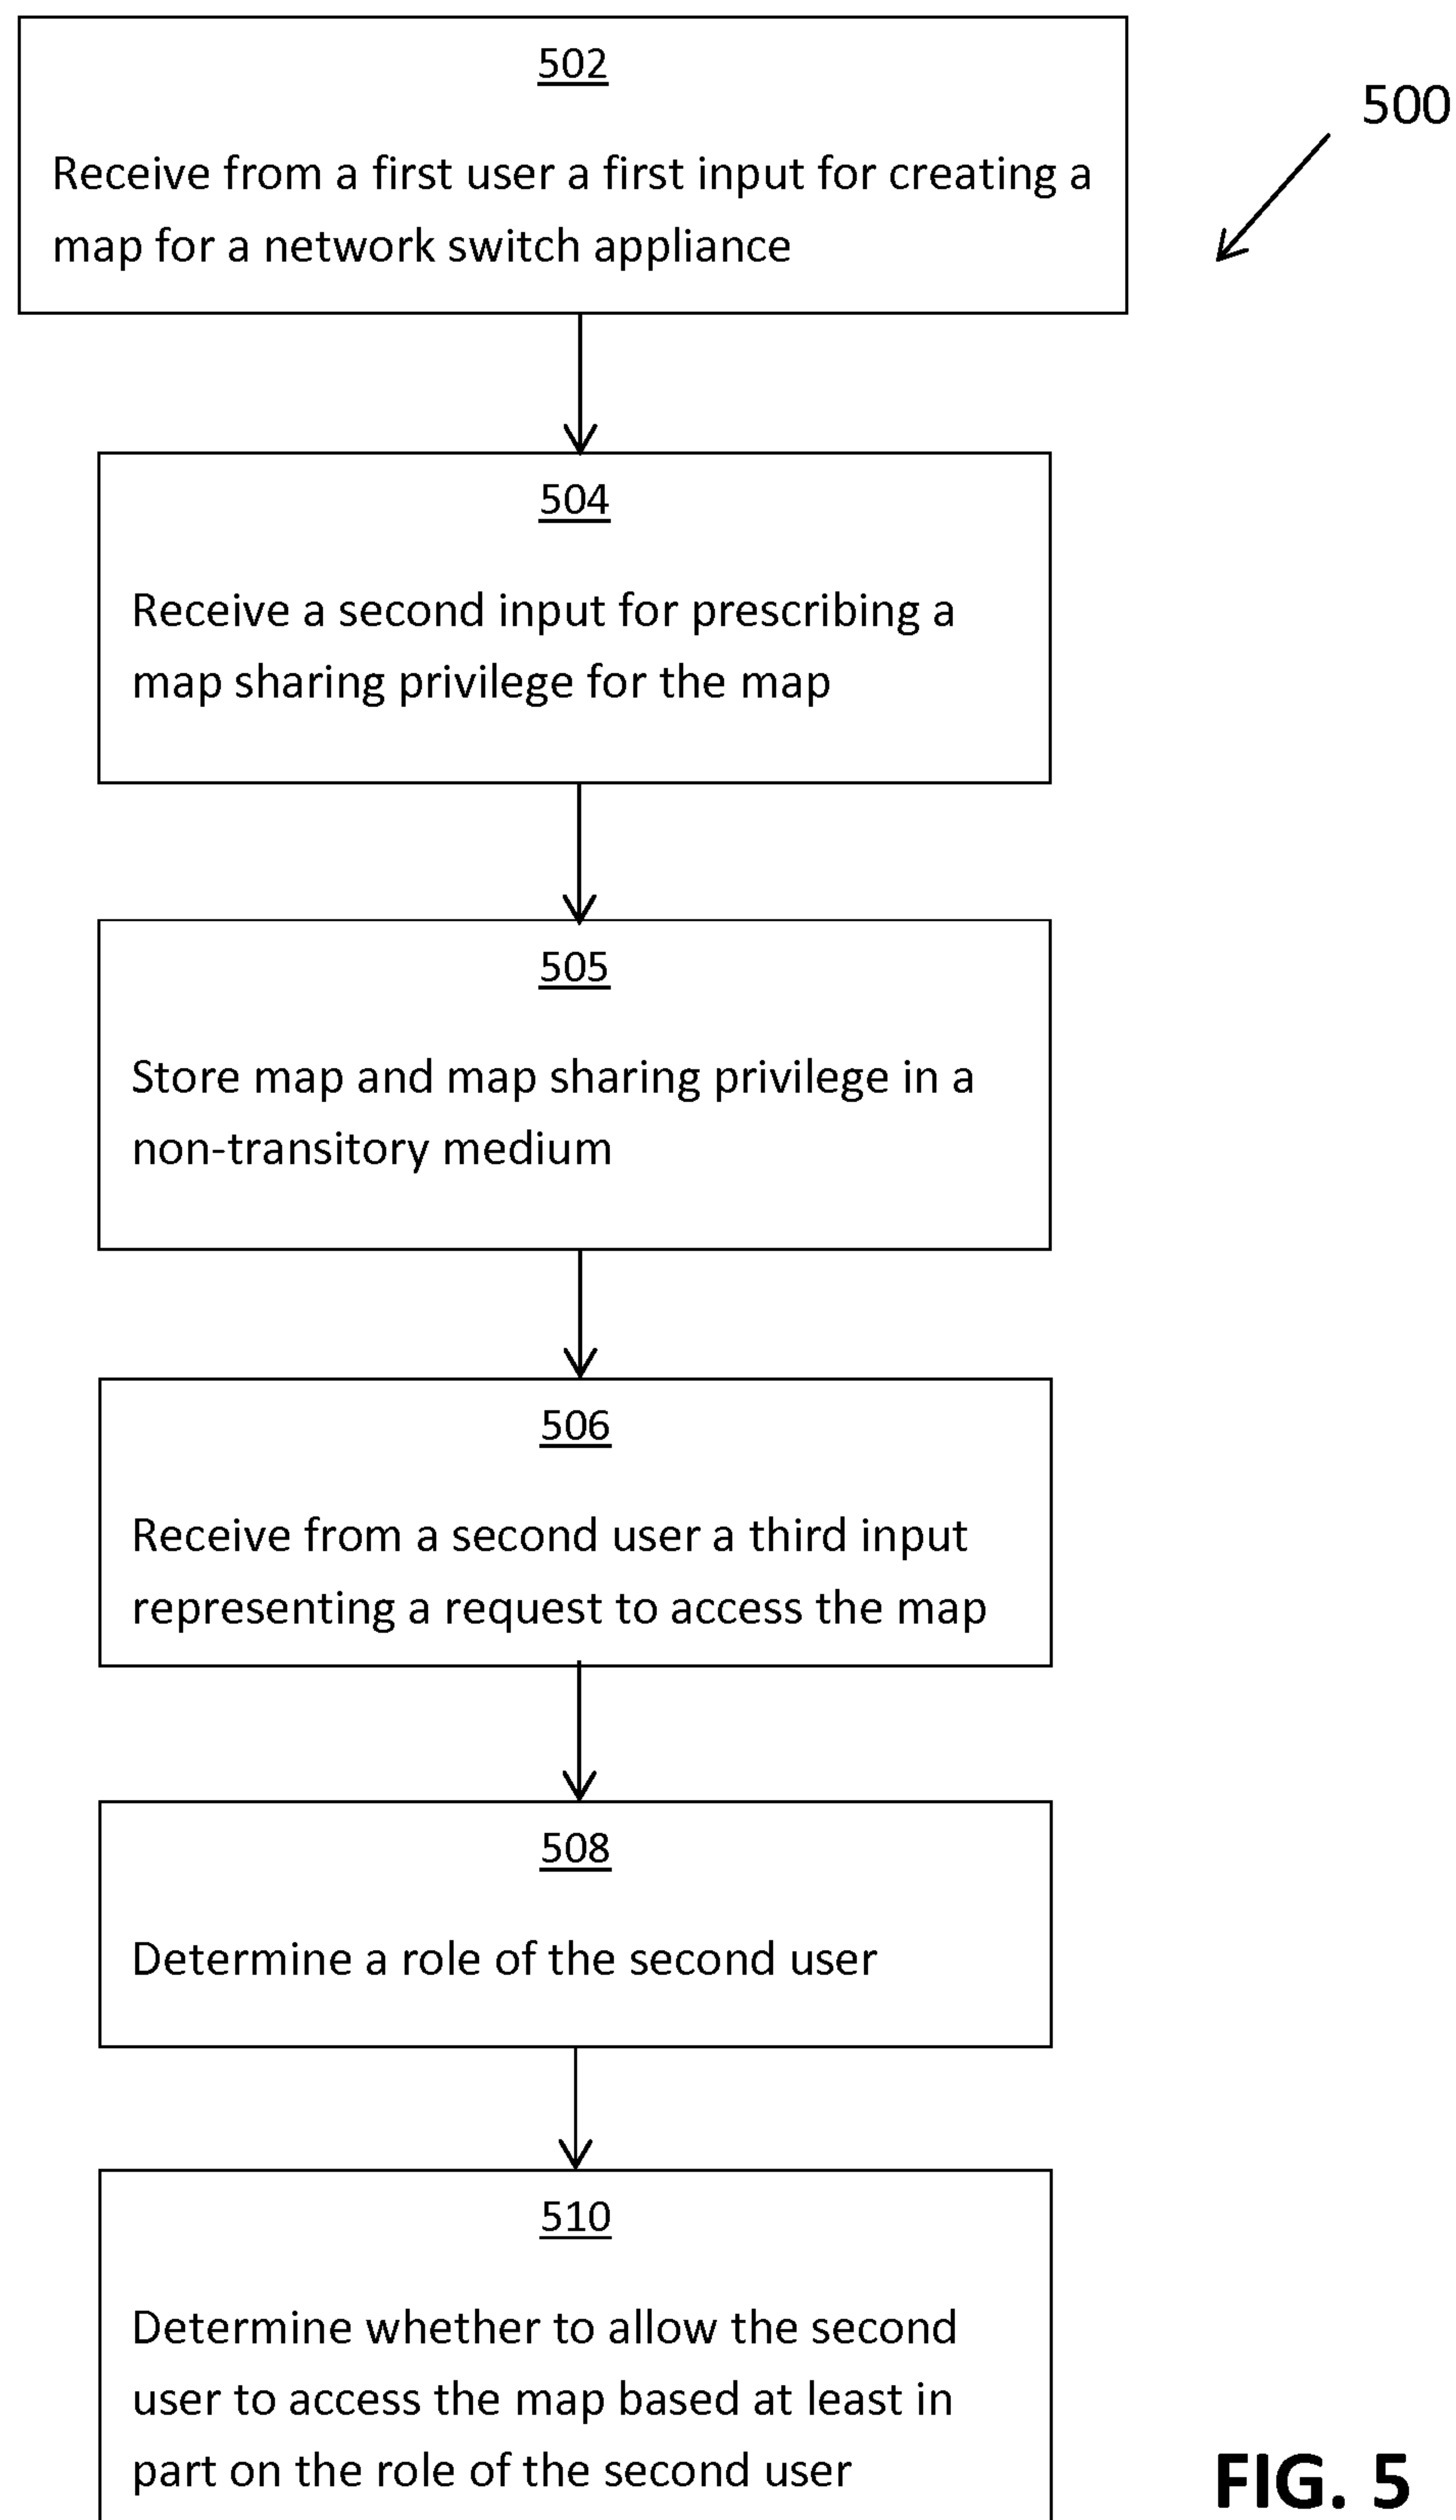 502
500
Receive from a first user a first input for creating a
map for a network switch appliance
504
Receive a second input for prescribing a
map sharing privilege for the map
505
Store map and map sharing privilege in a
non-transitory medium
506
Receive from a second user a third input
representing a request to access the map
508
Determine a role of the second user
510
Determine whether to allow the second
user to access the map based at least in
part on the role of the second user
FIG. 5